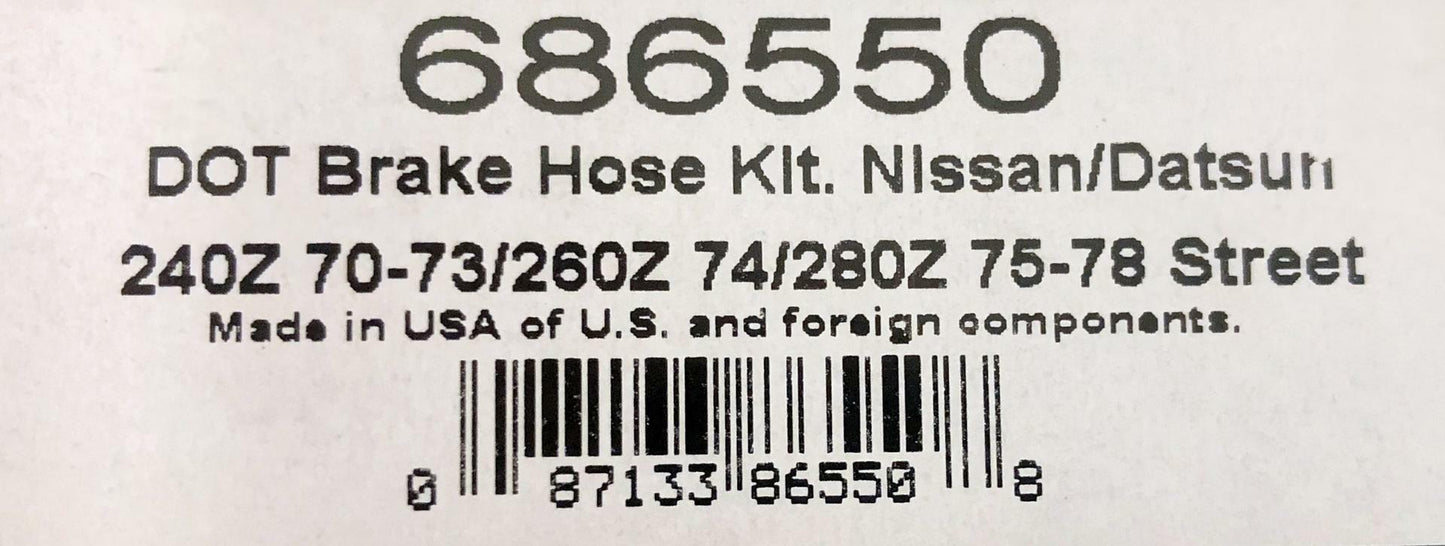 686550
DOT Brake Hose Kit. Nissan/Datsun
240Z 70-73/260Z 74/280Z 75-78 Street
Made in USA of U.S. and foreign components.
0 87133 86550 8